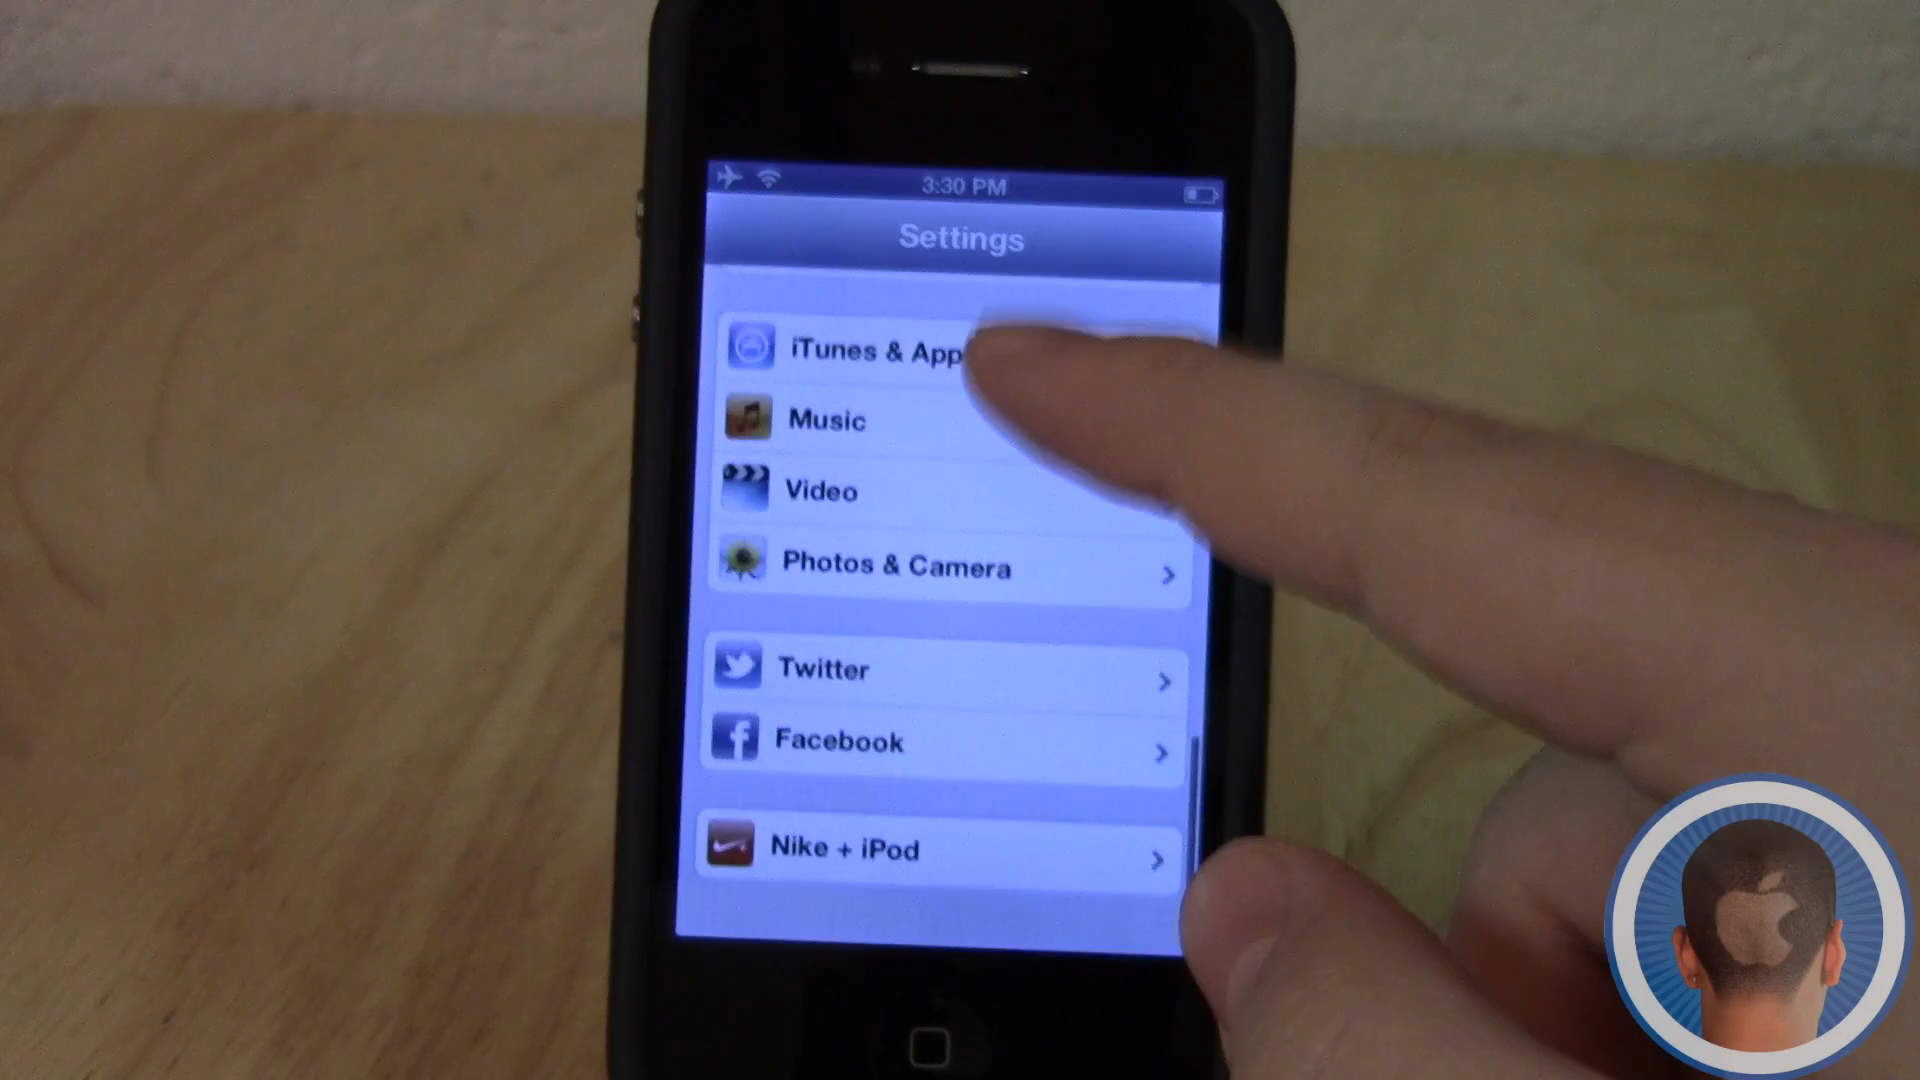 3:30 PM
Settings
iTunes & App
Music
Video
Photos & Camera
Twitter
Facebook
Nike + iPod